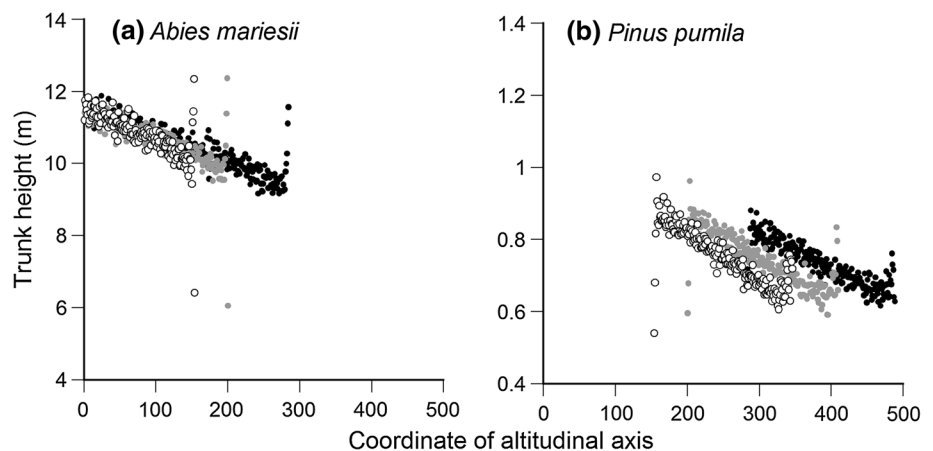 (a) Abies mariesii
(b) Pinus pumila
Trunk height (m)
14
12
10
8
6
4
0 100 200 300 400 500
1.4
1.2
1
0.8
0.6
0.4
0 100 200 300 400 500
Coordinate of altitudinal axis